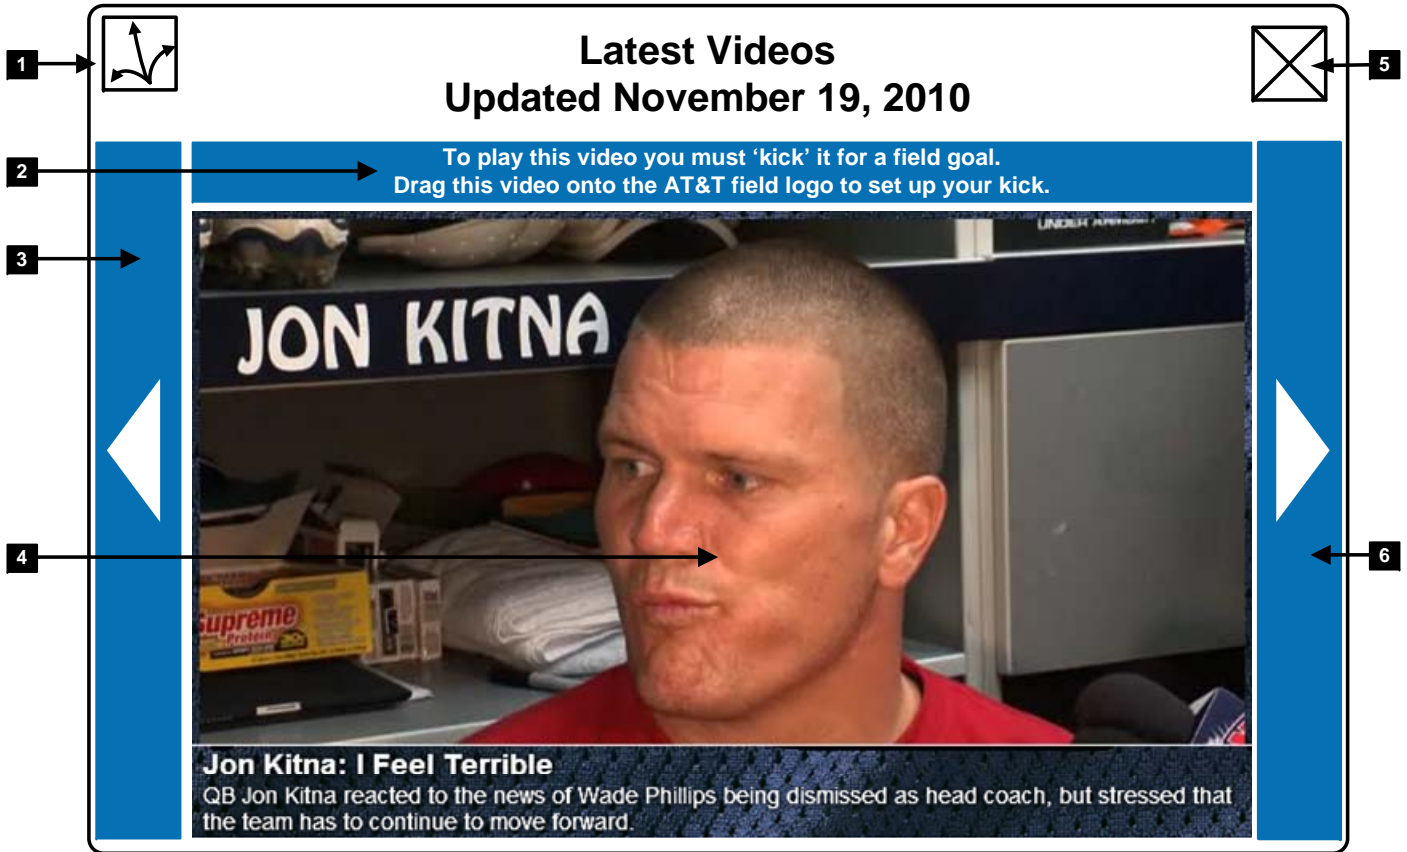 Latest Videos
Updated November 19, 2010
1
5
To play this video you must ‘kick’ it for a field goal.
Drag this video onto the AT&T field logo to set up your kick.
2
3
UNDER ARMOUR
JON KITNA
4
6
Supreme
Protein
Jon Kitna: I Feel Terrible
QB Jon Kitna reacted to the news of Wade Phillips being dismissed as head coach, but stressed that
the team has to continue to move forward.